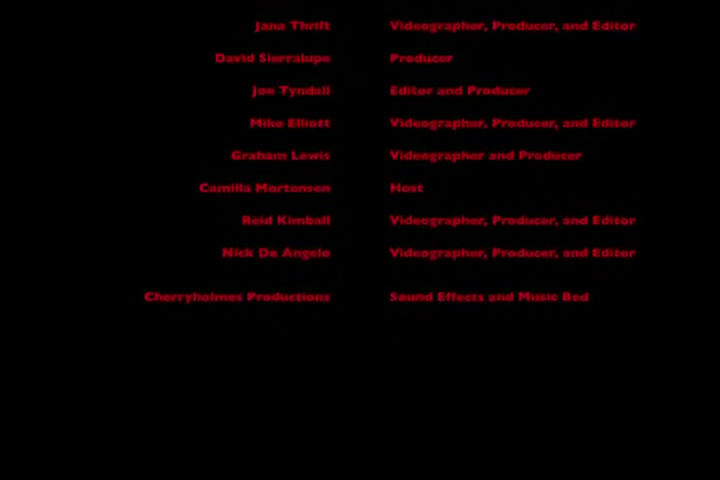 Jana Thrift Videographer, Producer, and Editor
David Sierralupe Producer
Joe Tyndall Editor and Producer
Mike Elliott Videographer, Producer, and Editor
Graham Lewis Videographer and Producer
Camilla Mortensen Host
Reid Kimball Videographer, Producer, and Editor
Nick De Angelo Videographer, Producer, and Editor
Cherryholmes Productions Sound Effects and Music Bed